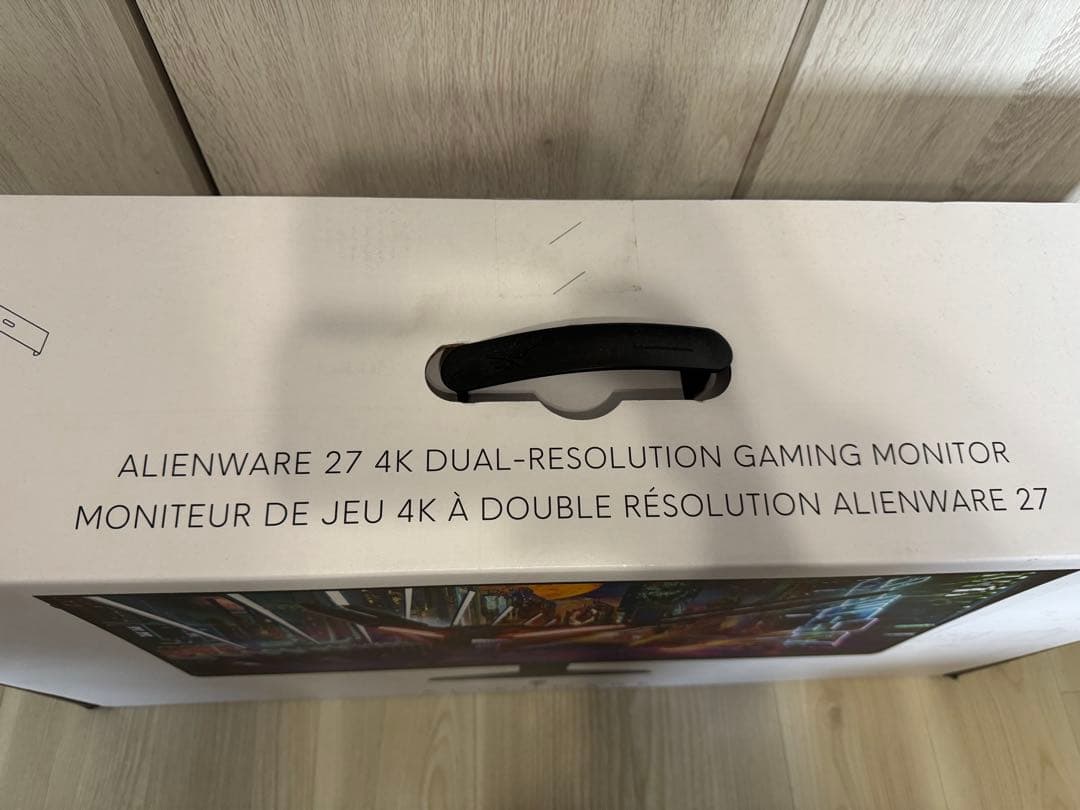 ALIENWARE 27 4K DUAL-RESOLUTION GAMING MONITOR
MONITEUR DE JEU 4K À DOUBLE RÉSOLUTION ALIENWARE 27